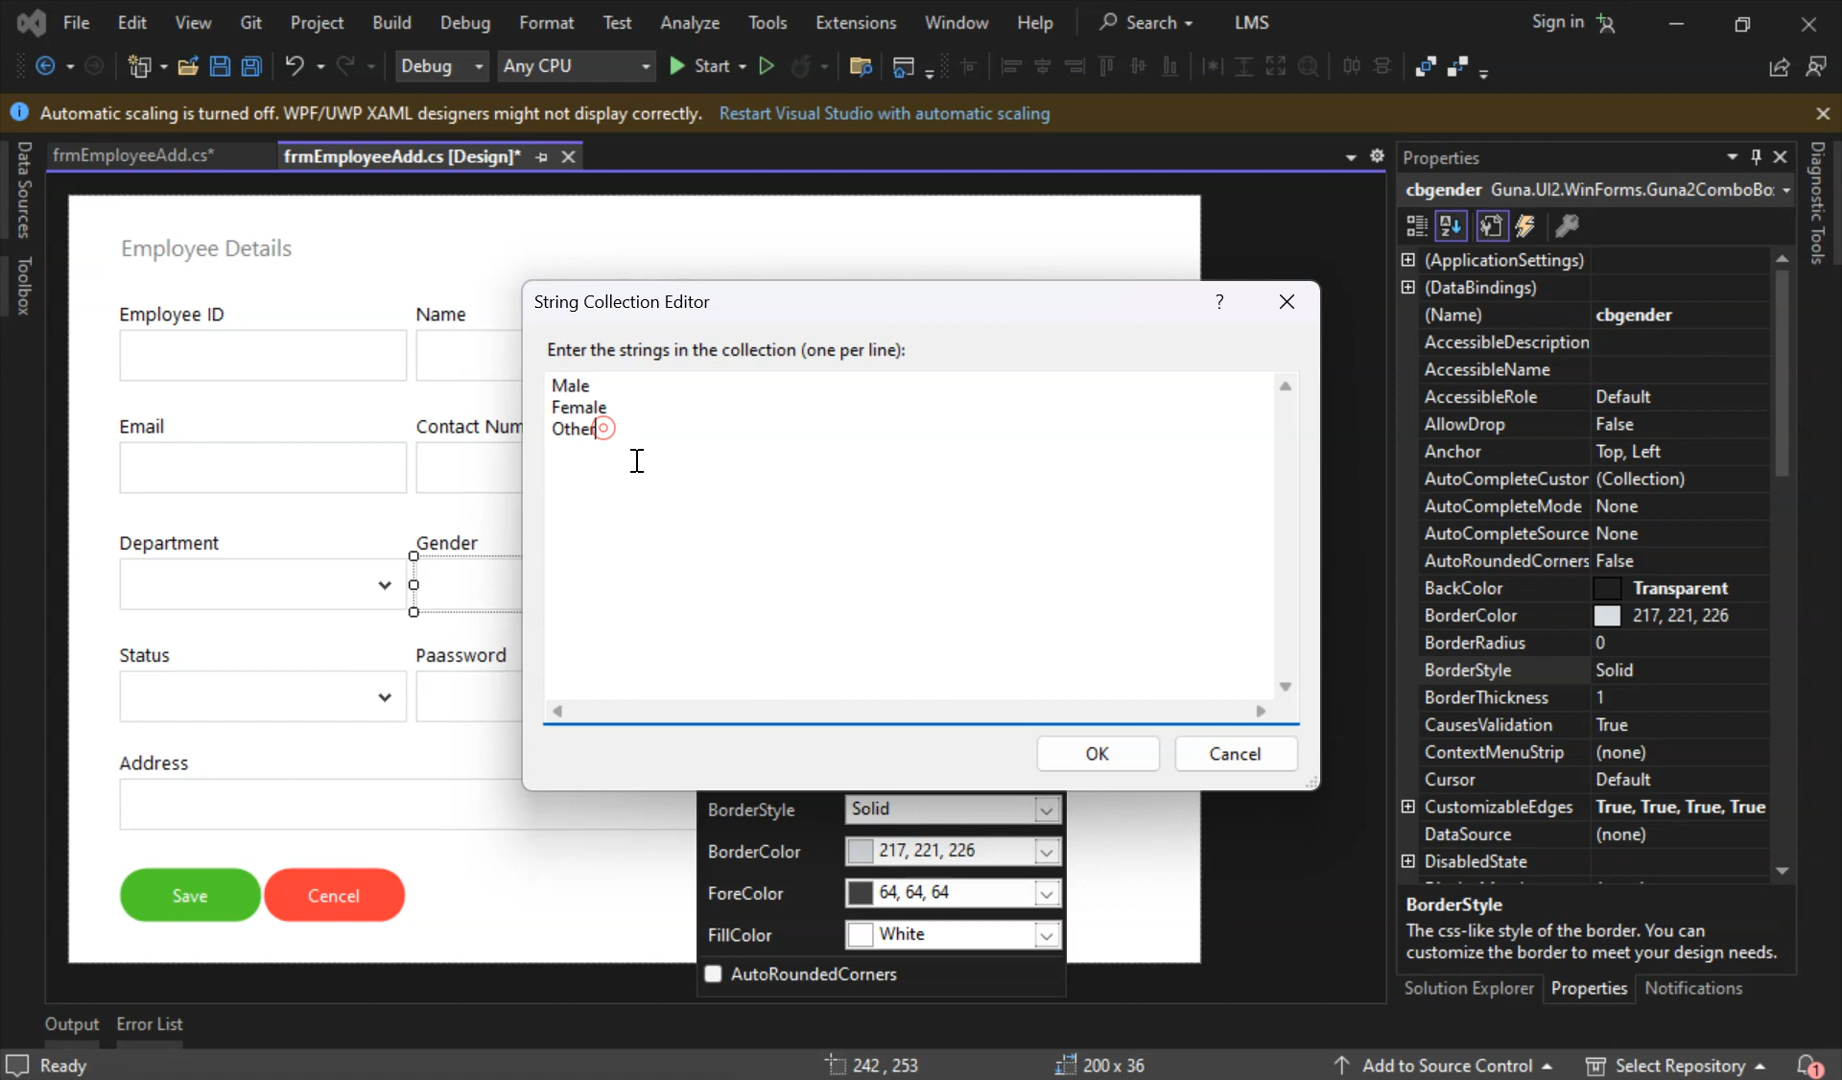 File Edit View Git Project Build Debug Format Test Analyze Tools Extensions Window Help Search LMS Sign in
Debug Any CPU Start
Automatic scaling is turned off. WPF/UWP XAML designers might not display correctly. Restart Visual Studio with automatic scaling
Data Sources
Toolbox
frmEmployeeAdd.cs* frmEmployeeAdd.cs [Design]*
Employee Details
Employee ID Name
Email Contact Num
Department Gender
Status Paassword
Address
Save Cencel
String Collection Editor ?
Enter the strings in the collection (one per line):
Male
Female
Other
OK Cancel
BorderStyle Solid
BorderColor 217, 221, 226
ForeColor 64, 64, 64
FillColor White
AutoRoundedCorners
Properties
cbgender Guna.UI2.WinForms.Guna2ComboBo
(ApplicationSettings)
(DataBindings)
(Name) cbgender
AccessibleDescription
AccessibleName
AccessibleRole Default
AllowDrop False
Anchor Top, Left
AutoCompleteCustor (Collection)
AutoCompleteMode None
AutoCompleteSource None
AutoRoundedCorners False
BackColor Transparent
BorderColor 217, 221, 226
BorderRadius 0
BorderStyle Solid
BorderThickness 1
CausesValidation True
ContextMenuStrip (none)
Cursor Default
CustomizableEdges True, True, True, True
DataSource (none)
DisabledState
BorderStyle
The css-like style of the border. You can
customize the border to meet your design needs.
Solution Explorer Properties Notifications
Diagnostic Tools
Output Error List
Ready 242 , 253 200 x 36 Add to Source Control Select Repository 1